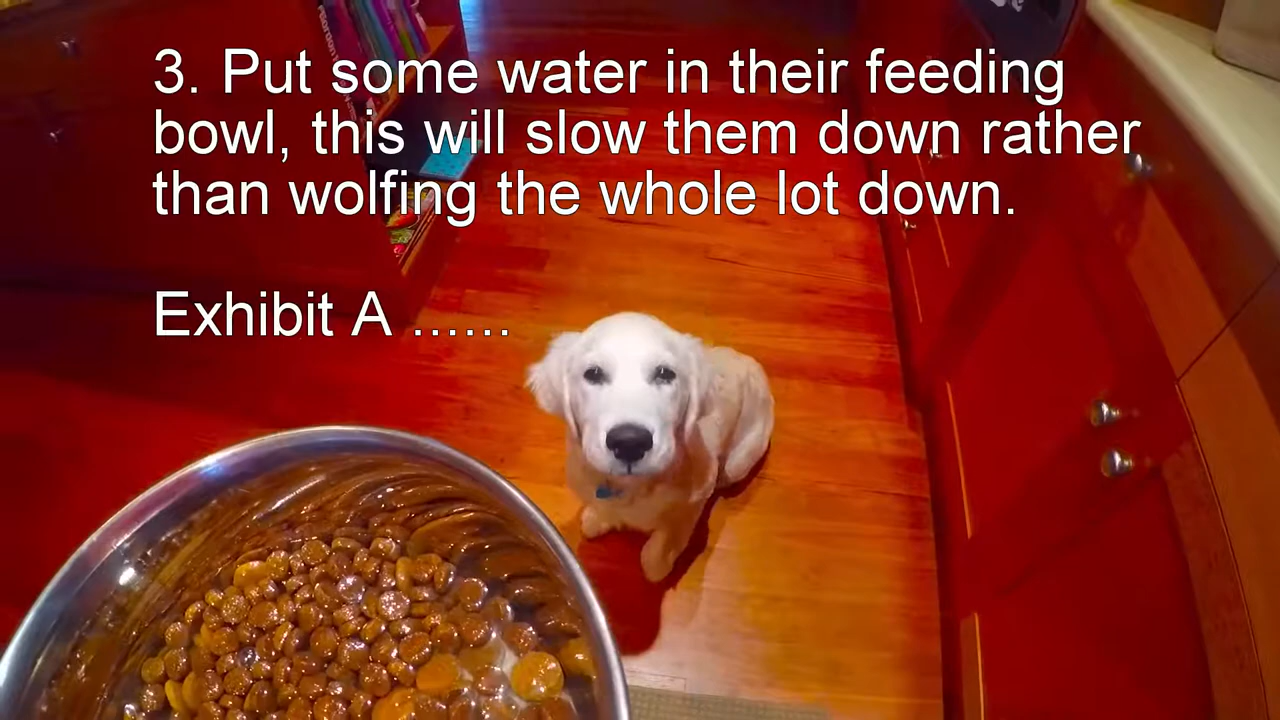 3. Put some water in their feeding
bowl, this will slow them down rather
than wolfing the whole lot down.
Exhibit A ......